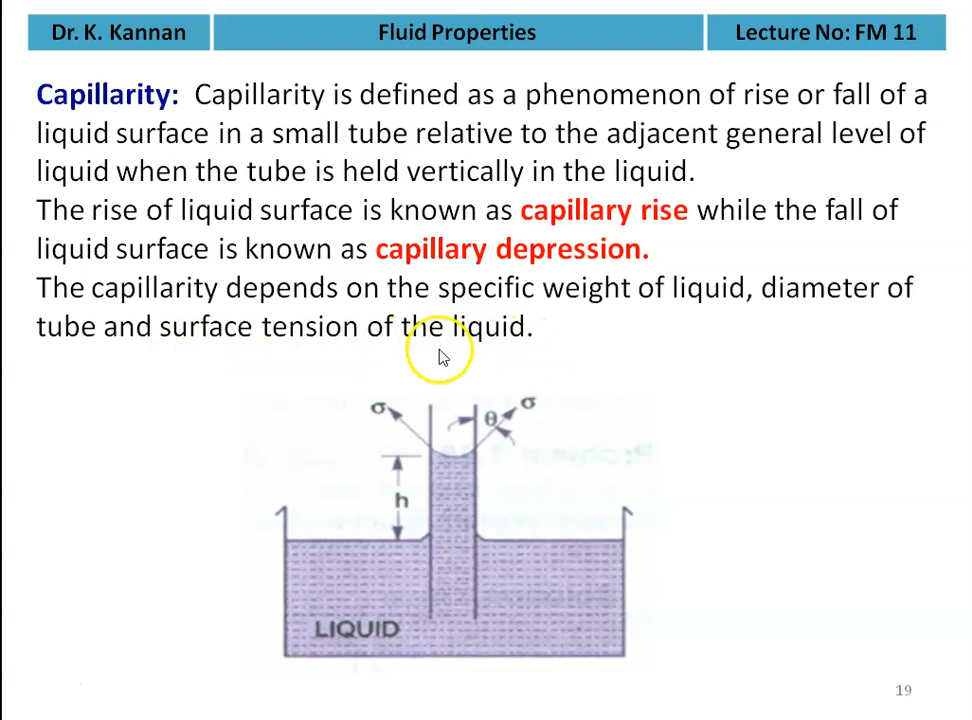 Dr. K. Kannan
Fluid Properties
Lecture No: FM 11
Capillarity: Capillarity is defined as a phenomenon of rise or fall of a
liquid surface in a small tube relative to the adjacent general level of
liquid when the tube is held vertically in the liquid.
The rise of liquid surface is known as capillary rise while the fall of
liquid surface is known as capillary depression.
The capillarity depends on the specific weight of liquid, diameter of
tube and surface tension of the liquid.
σ
θ
σ
h
LIQUID
19